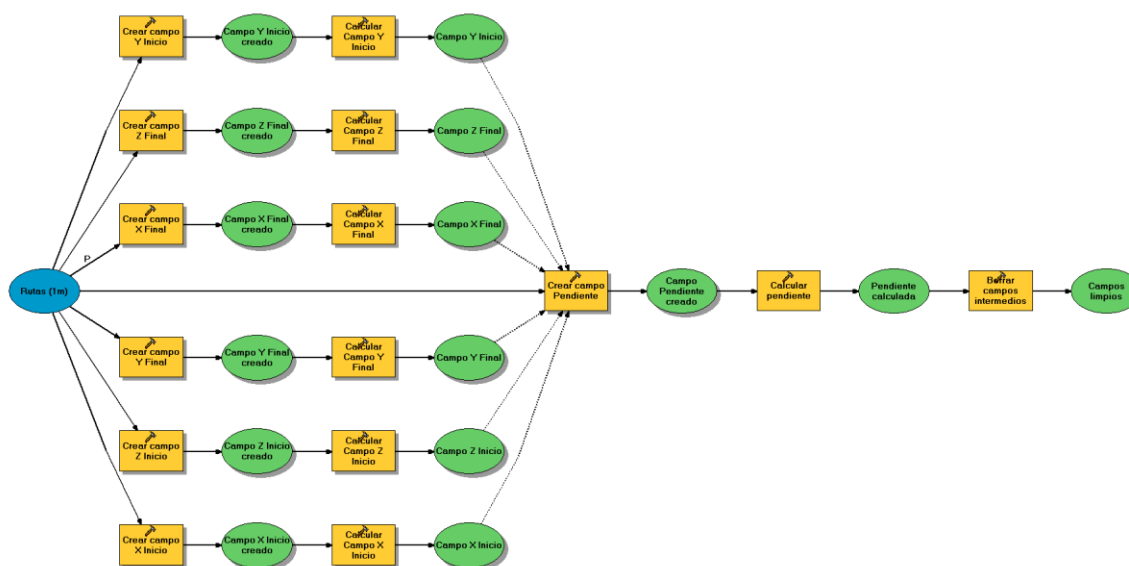 Crear campo
Y Inicio
Campo Y Inicio
creado
Calcular
Campo Y
Inicio
Campo Y Inicio
Crear campo
Z Final
Campo Z Final
creado
Calcular
Campo Z
Final
Campo Z Final
Crear campo
X Final
Campo X Final
creado
Calcular
Campo X
Final
Campo X Final
P
Rutas (1m)
Crear campo
Pendiente
Campo
Pendiente
creado
Calcular
pendiente
Pendiente
calculada
Borrar
campos
intermedios
Campos
limpios
Crear campo
Y Final
Campo Y Final
creado
Calcular
Campo Y
Final
Campo Y Final
Crear campo
Z Inicio
Campo Z Inicio
creado
Calcular
Campo Z
Inicio
Campo Z Inicio
Crear campo
X Inicio
Campo X Inicio
creado
Calcular
Campo X
Inicio
Campo X Inicio